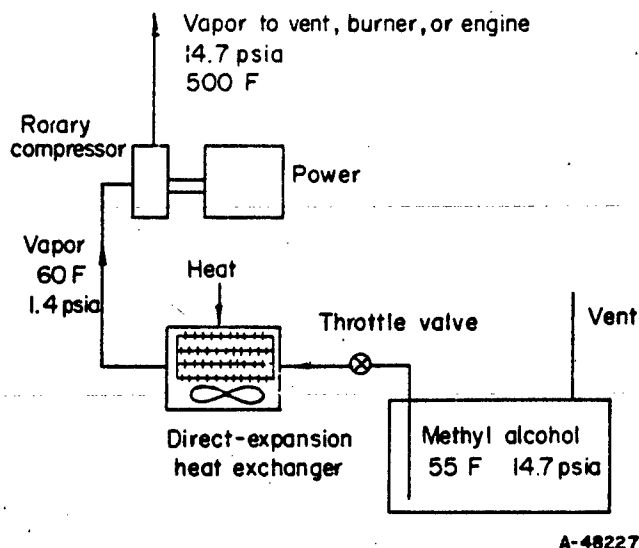 Vapor to vent, burner, or engine
14.7 psia
500 F
Rorary
compressor
Power
Vapor
60 F
1.4 psia
Heat
Throttle valve
Vent
Direct-expansion
heat exchanger
Methyl alcohol
55 F 14.7 psia
A-48227